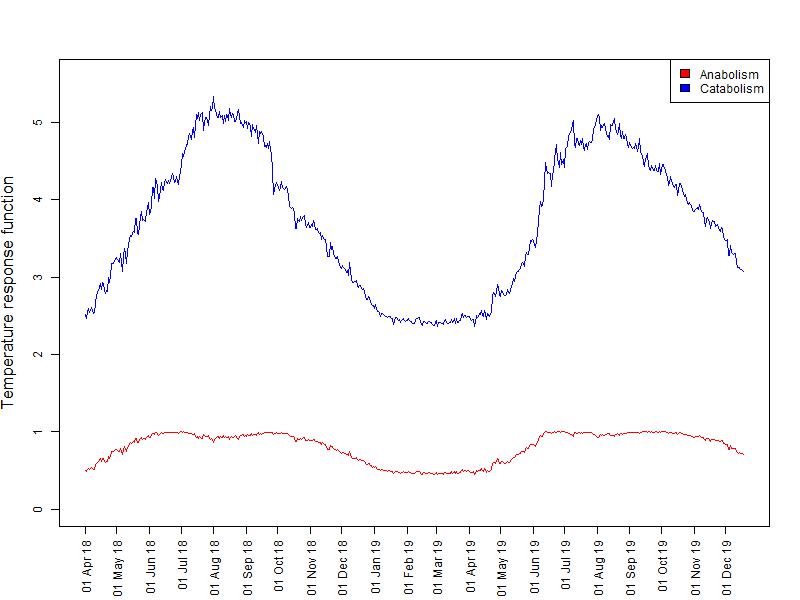 Anabolism
Catabolism
Temperature response function
5
4
3
2
1
0
01 Apr 18
01 May 18
01 Jun 18
01 Jul 18
01 Aug 18
01 Sep 18
01 Oct 18
01 Nov 18
01 Dec 18
01 Jan 19
01 Feb 19
01 Mar 19
01 Apr 19
01 May 19
01 Jun 19
01 Jul 19
01 Aug 19
01 Sep 19
01 Oct 19
01 Nov 19
01 Dec 19